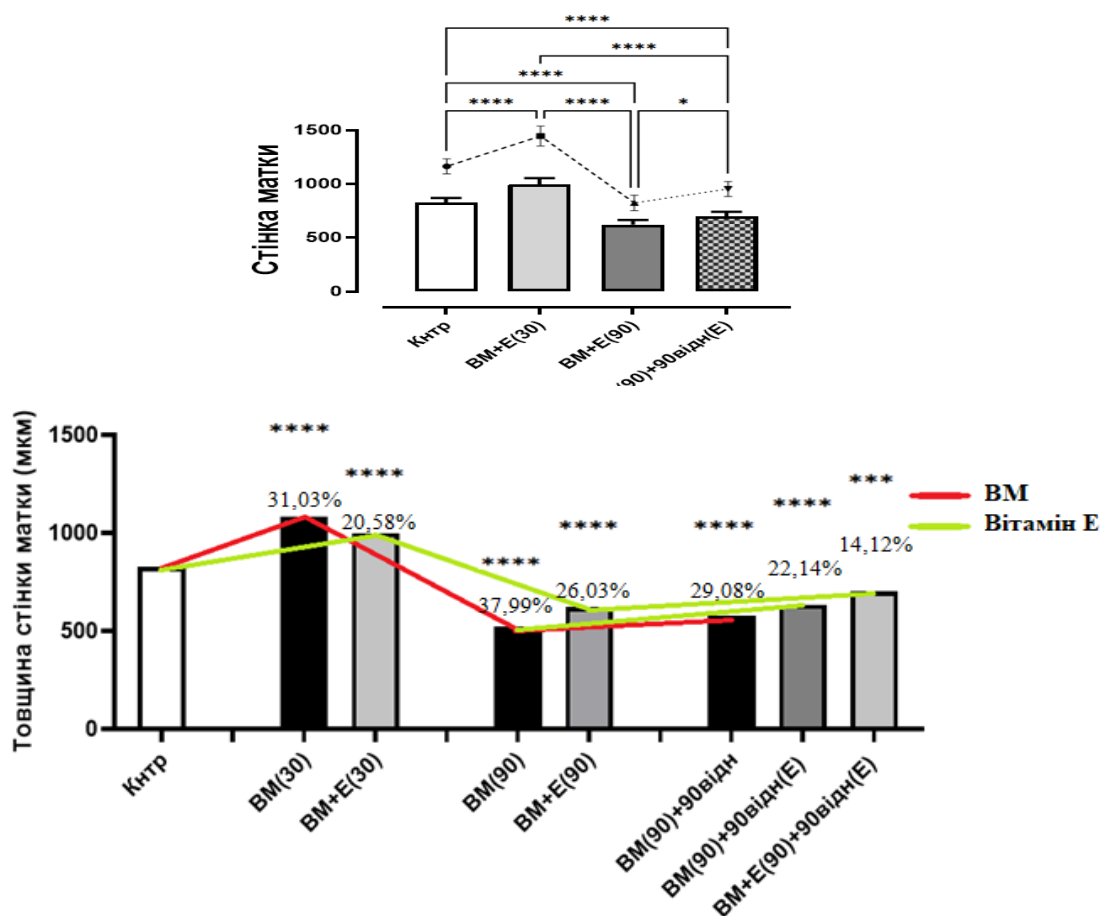 ****
****
****
**** **** *
Стінка матки
1500
1000
500
0
Кнтр
ВМ+Е(30)
ВМ+Е(90)
(90)+90відн(Е)
Товщина стінки матки (мкм)
1500
1000
500
0
****
31,03%
****
20,58%
****
37,99%
****
26,03%
****
29,08%
****
22,14%
***
14,12%
ВМ
Вітамін Е
Кнтр
ВМ(30)
ВМ+Е(30)
ВМ(90)
ВМ+Е(90)
ВМ(90)+90відн
ВМ(90)+90відн(Е)
ВМ+Е(90)+90відн(Е)